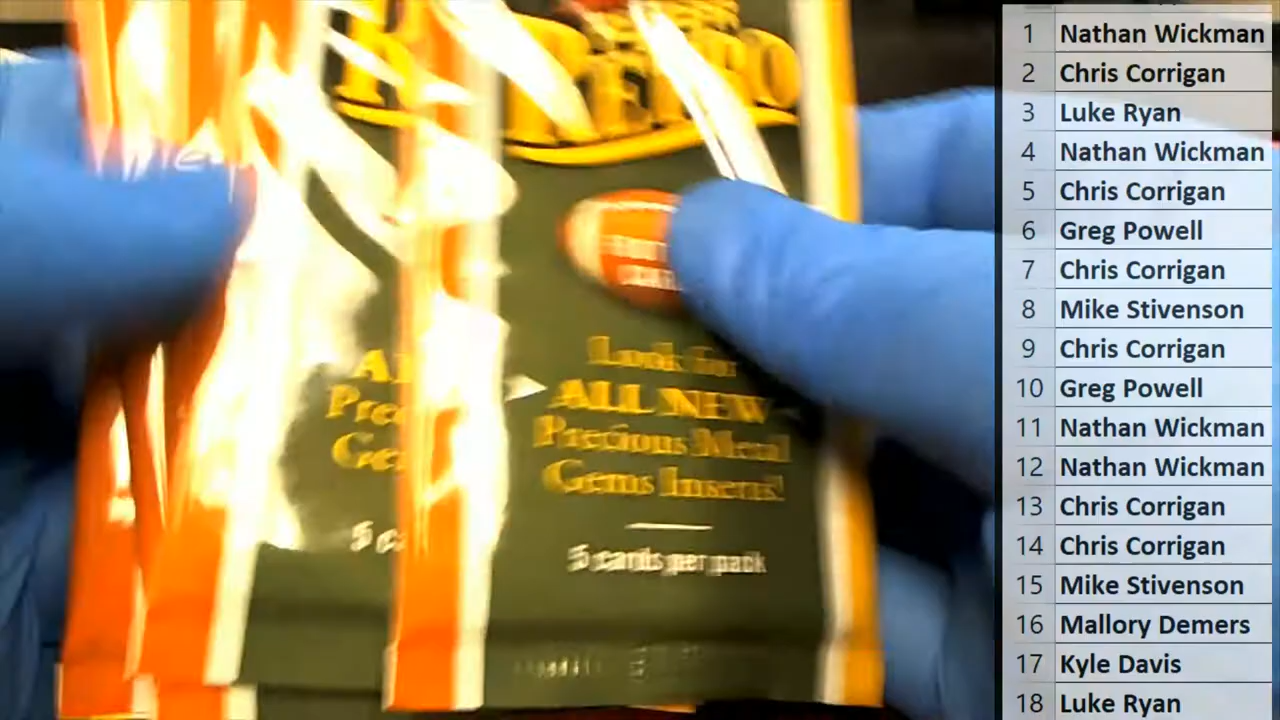 Look for
ALL NEW
Precious Metal
Gems Inserts!
5 cards per pack
1 Nathan Wickman
2 Chris Corrigan
3 Luke Ryan
4 Nathan Wickman
5 Chris Corrigan
6 Greg Powell
7 Chris Corrigan
8 Mike Stivenson
9 Chris Corrigan
10 Greg Powell
11 Nathan Wickman
12 Nathan Wickman
13 Chris Corrigan
14 Chris Corrigan
15 Mike Stivenson
16 Mallory Demers
17 Kyle Davis
18 Luke Ryan